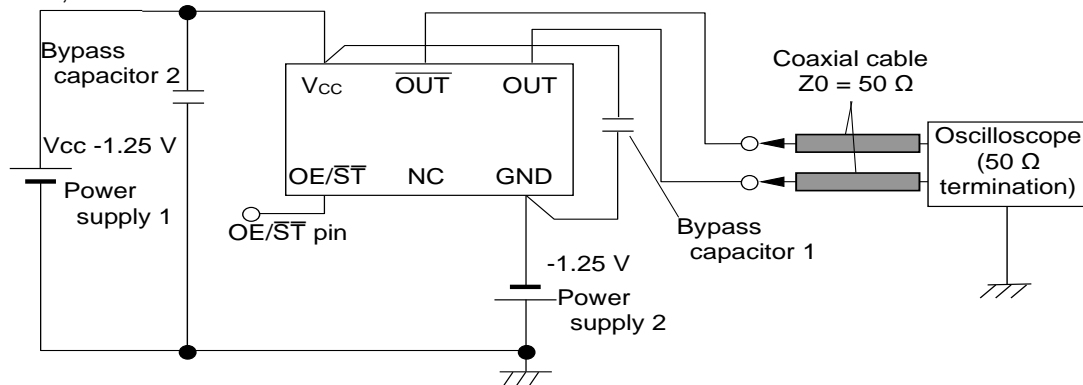 Bypass
capacitor 2
Vcc -1.25 V
Power
supply 1
VCC OUT OUT
OE/ST NC GND
OE/ST pin
-1.25 V
Power
supply 2
Bypass
capacitor 1
Coaxial cable
Z0 = 50 Ω
Oscilloscope
(50 Ω
termination)